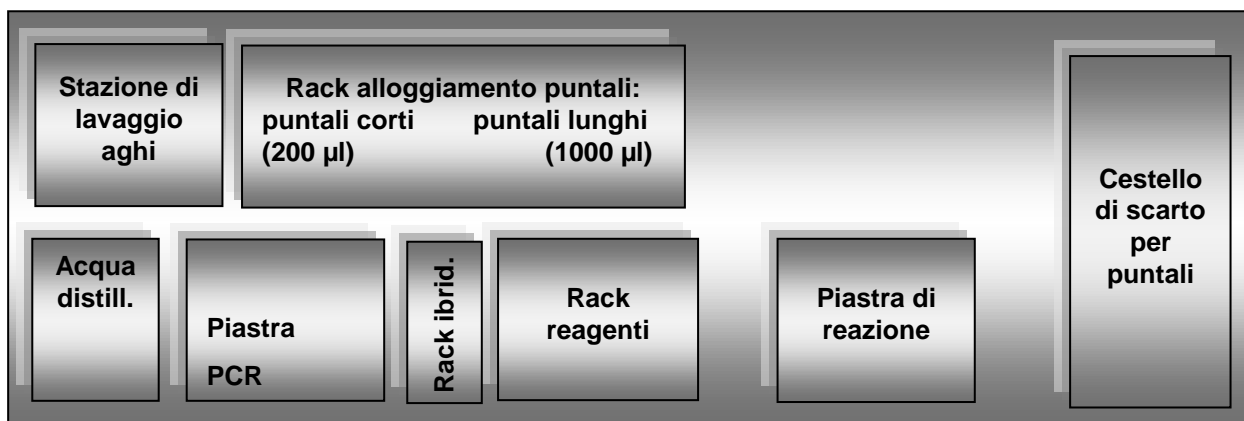 Stazione di
lavaggio
aghi
Rack alloggiamento puntali:
puntali corti puntali lunghi
(200 µl) (1000 µl)
Cestello
di scarto
per
puntali
Acqua
distill.
Piastra
PCR
Rack ibrid.
Rack
reagenti
Piastra di
reazione